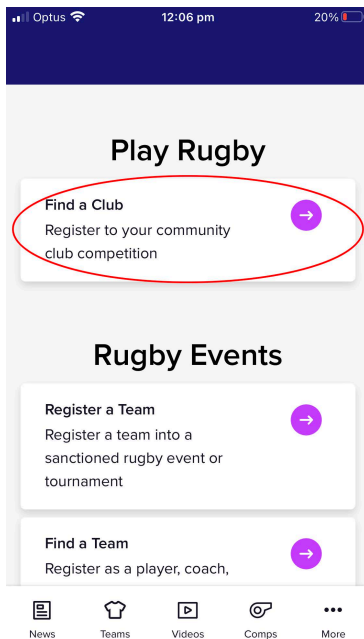 Optus 12:06 pm 20%
Play Rugby
Find a Club
Register to your community
club competition
Rugby Events
Register a Team
Register a team into a
sanctioned rugby event or
tournament
Find a Team
Register as a player, coach,
News Teams Videos Comps More